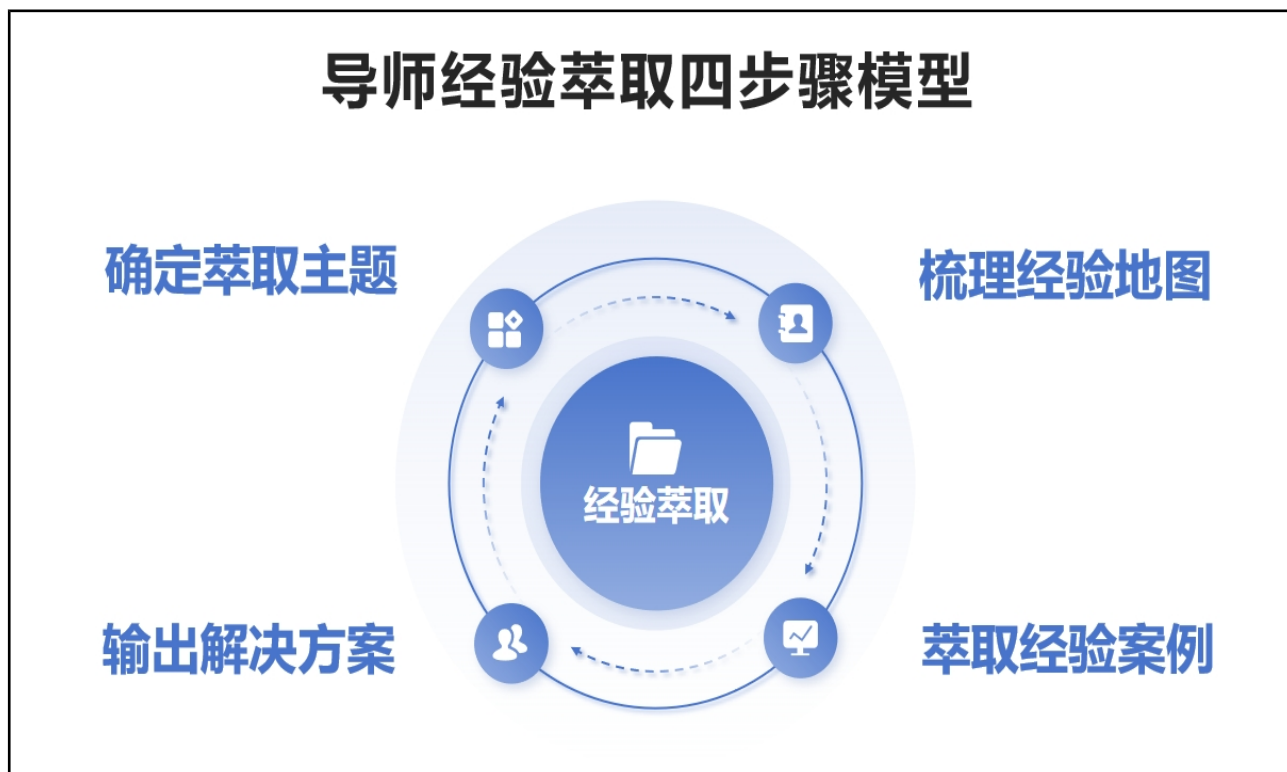 导师经验萃取四步骤模型
确定萃取主题
梳理经验地图
经验萃取
输出解决方案
萃取经验案例